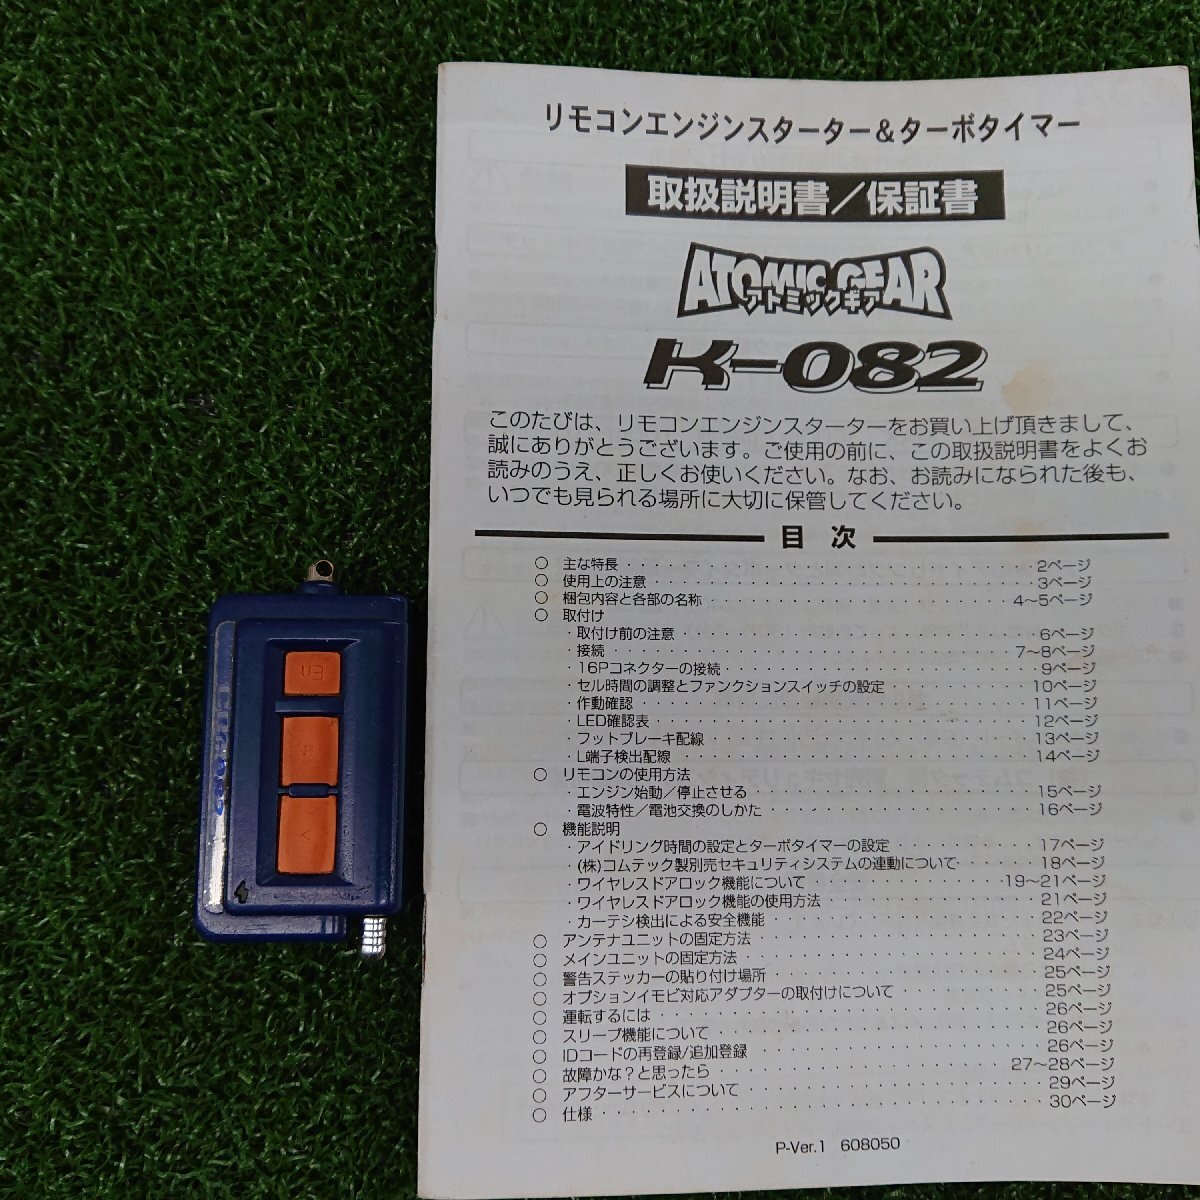 リモコンエンジンスターター&ターボタイマー
取扱説明書／保証書
ATOMIC GEAR
アトミックギア
K-082
このたびは、リモコンエンジンスターターをお買い上げ頂きまして、
誠にありがとうございます。ご使用の前に、この取扱説明書をよくお
読みのうえ、正しくお使いください。なお、お読みになられた後も、
いつでも見られる場所に大切に保管してください。
目 次
○ 主な特長 2ページ
○ 使用上の注意 3ページ
○ 梱包内容と各部の名称 4～5ページ
○ 取付け
・取付け前の注意 6ページ
・接続 7～8ページ
・16Pコネクターの接続 9ページ
・セル時間の調整とファンクションスイッチの設定 10ページ
・作動確認 11ページ
・LED確認表 12ページ
・フットブレーキ配線 13ページ
・L端子検出配線 14ページ
○ リモコンの使用方法
・エンジン始動／停止させる 15ページ
・電波特性／電池交換のしかた 16ページ
○ 機能説明
・アイドリング時間の設定とターボタイマーの設定 17ページ
・(株)コムテック製別売セキュリティシステムの連動について 18ページ
・ワイヤレスドアロック機能について 19～21ページ
・ワイヤレスドアロック機能の使用方法 21ページ
・カーテシ検出による安全機能 22ページ
○ アンテナユニットの固定方法 23ページ
○ メインユニットの固定方法 24ページ
○ 警告ステッカーの貼り付け場所 25ページ
○ オプションイモビ対応アダプターの取付けについて 25ページ
○ 運転するには 26ページ
○ スリープ機能について 26ページ
○ IDコードの再登録/追加登録 26ページ
○ 故障かな？と思ったら 27～28ページ
○ アフターサービスについて 29ページ
○ 仕様 30ページ
P-Ver.1 608050